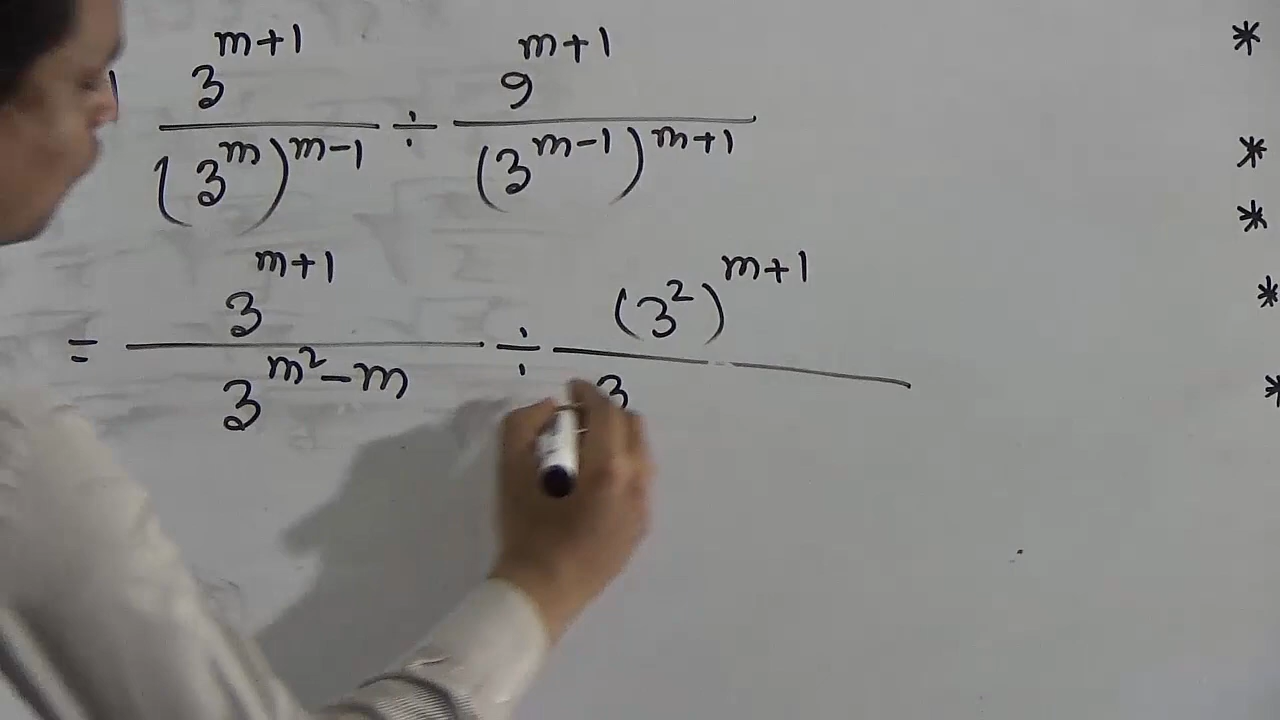 3^{m+1} / (3^m)^{m-1} ÷ 9^{m+1} / (3^{m-1})^{m+1} *
*
*
= 3^{m+1} / 3^{m²-m} ÷ (3²)^{m+1} / 3 *
*